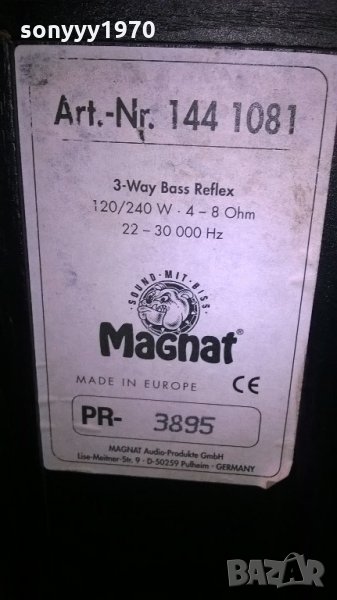 sonyyy1970
Art.-Nr. 144 1081
3-Way Bass Reflex
120/240 W · 4 – 8 Ohm
22 – 30 000 Hz
SOUND·MIT·BISS
Magnat®
MADE IN EUROPE CE
PR- 3895
MAGNAT Audio-Produkte GmbH
Lise-Meitner-Str. 9 · D-50259 Pulheim - GERMANY
BAZAR